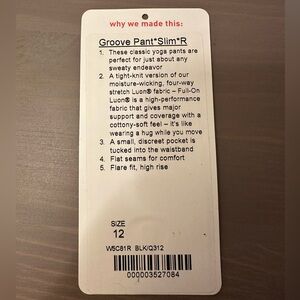 why we made this:
Groove Pant*Slim*R
1. These classic yoga pants are
perfect for just about any
sweaty endeavor
2. A tight-knit version of our
moisture-wicking, four-way
stretch Luon® fabric – Full-On
Luon® is a high-performance
fabric that gives major
support and coverage with a
cottony-soft feel – it's like
wearing a hug while you move
3. A small, discreet pocket is
tucked into the waistband
4. Flat seams for comfort
5. Flare fit, high rise
SIZE
12
W5C81R BLK/Q312
000003527084